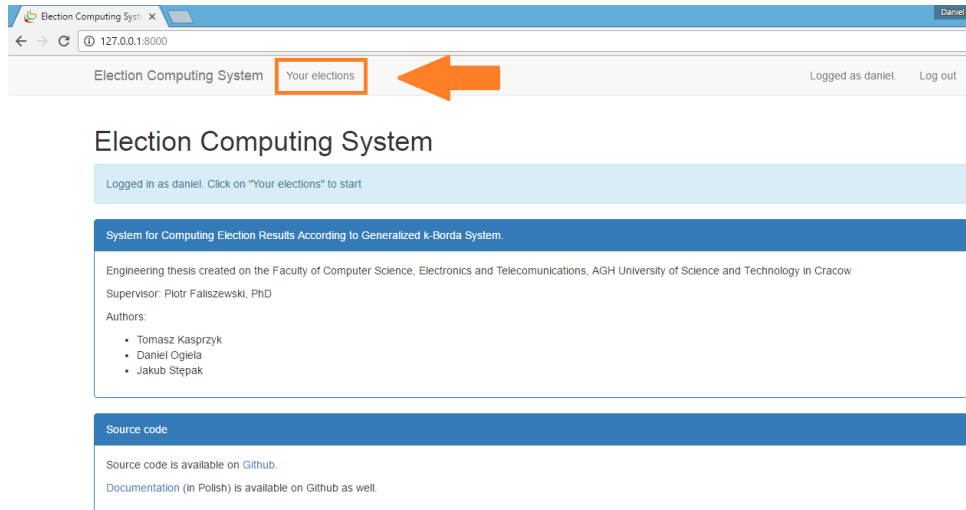 Election Computing Syst
Daniel
127.0.0.1:8000
Election Computing System Your elections Logged as daniel. Log out
Election Computing System
Logged in as daniel. Click on "Your elections" to start
System for Computing Election Results According to Generalized k-Borda System.
Engineering thesis created on the Faculty of Computer Science, Electronics and Telecomunications, AGH University of Science and Technology in Cracow
Supervisor: Piotr Faliszewski, PhD
Authors:
• Tomasz Kasprzyk
• Daniel Ogiela
• Jakub Stępak
Source code
Source code is available on Github.
Documentation (in Polish) is available on Github as well.